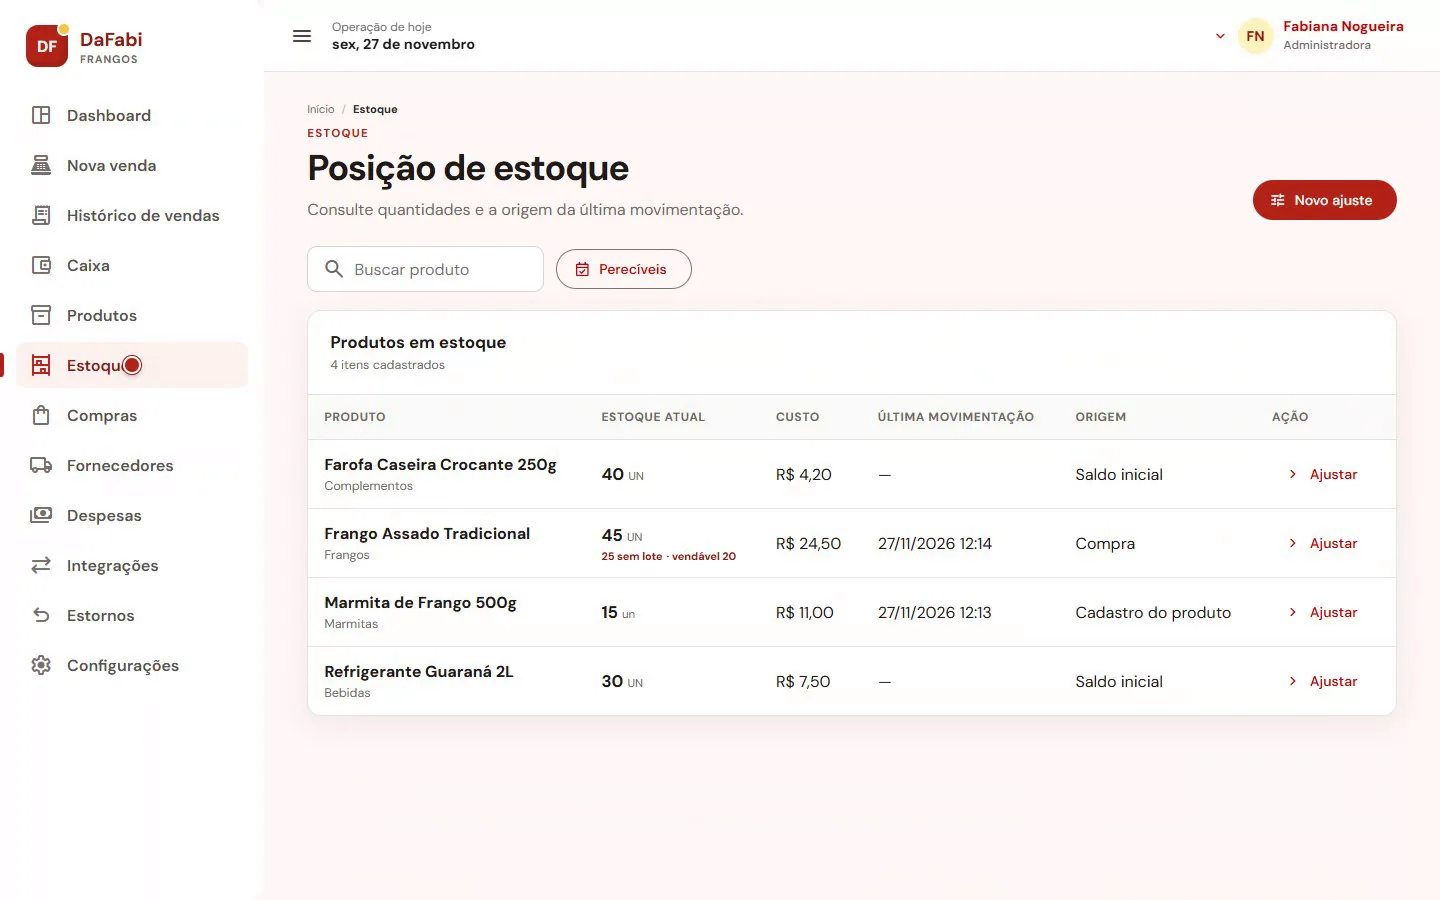 DF
DaFabi
FRANGOS
Operação de hoje
sex, 27 de novembro
FN
Fabiana Nogueira
Administradora
Dashboard
Nova venda
Histórico de vendas
Caixa
Produtos
Estoqu
Compras
Fornecedores
Despesas
Integrações
Estornos
Configurações
Início / Estoque
ESTOQUE
Posição de estoque
Consulte quantidades e a origem da última movimentação.
Novo ajuste
Buscar produto
Perecíveis
Produtos em estoque
4 itens cadastrados
PRODUTO ESTOQUE ATUAL CUSTO ÚLTIMA MOVIMENTAÇÃO ORIGEM AÇÃO
Farofa Caseira Crocante 250g
Complementos
40 UN R$ 4,20 — Saldo inicial Ajustar
Frango Assado Tradicional
Frangos
45 UN
25 sem lote · vendável 20
R$ 24,50 27/11/2026 12:14 Compra Ajustar
Marmita de Frango 500g
Marmitas
15 un R$ 11,00 27/11/2026 12:13 Cadastro do produto Ajustar
Refrigerante Guaraná 2L
Bebidas
30 UN R$ 7,50 — Saldo inicial Ajustar